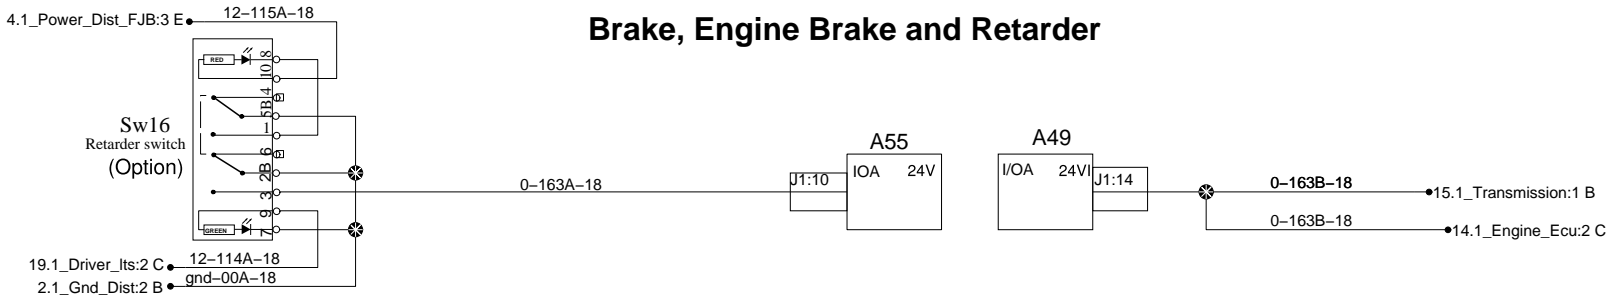 Brake, Engine Brake and Retarder
4.1_Power_Dist_FJB:3 E
12-115A-18
RED
8
10
4
5B
1
6
2B
3
9
7
GREEN
Sw16
Retarder switch
(Option)
0-163A-18
A55
J1:10
IOA 24V
A49
I/OA 24VI
J1:14
0-163B-18
15.1_Transmission:1 B
0-163B-18
14.1_Engine_Ecu:2 C
19.1_Driver_lts:2 C
12-114A-18
2.1_Gnd_Dist:2 B
gnd-00A-18